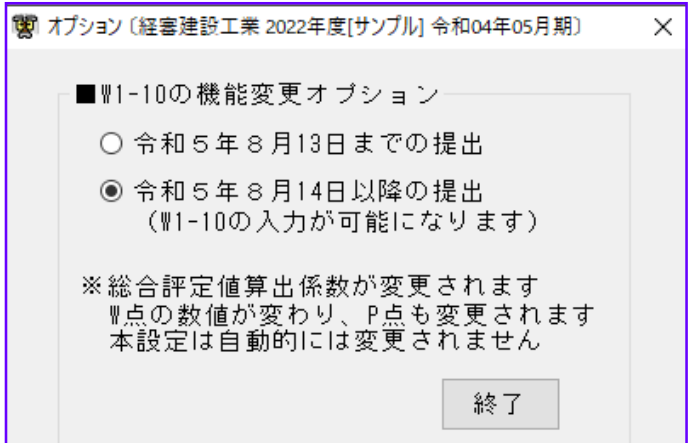 オプション〔経審建設工業 2022年度[サンプル] 令和04年05月期〕
■W1-10の機能変更オプション
令和５年８月13日までの提出
令和５年８月14日以降の提出
（W1-10の入力が可能になります）
※総合評定値算出係数が変更されます
W点の数値が変わり、P点も変更されます
本設定は自動的には変更されません
終了